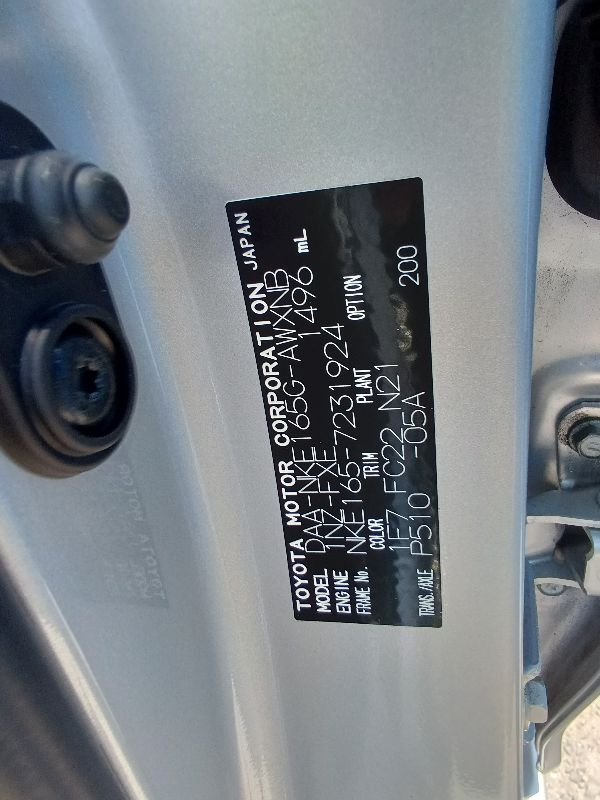 TOYOTA MOTOR CORPORATION JAPAN
MODEL DAA-NKE165G-AWXNB
ENGINE 1NZ-FXE 1496 mL
FRAME No. NKE165-7231924
COLOR TRIM PLANT OPTION
1F7 FC22 N21
TRANS./AXLE P510 -05A 200